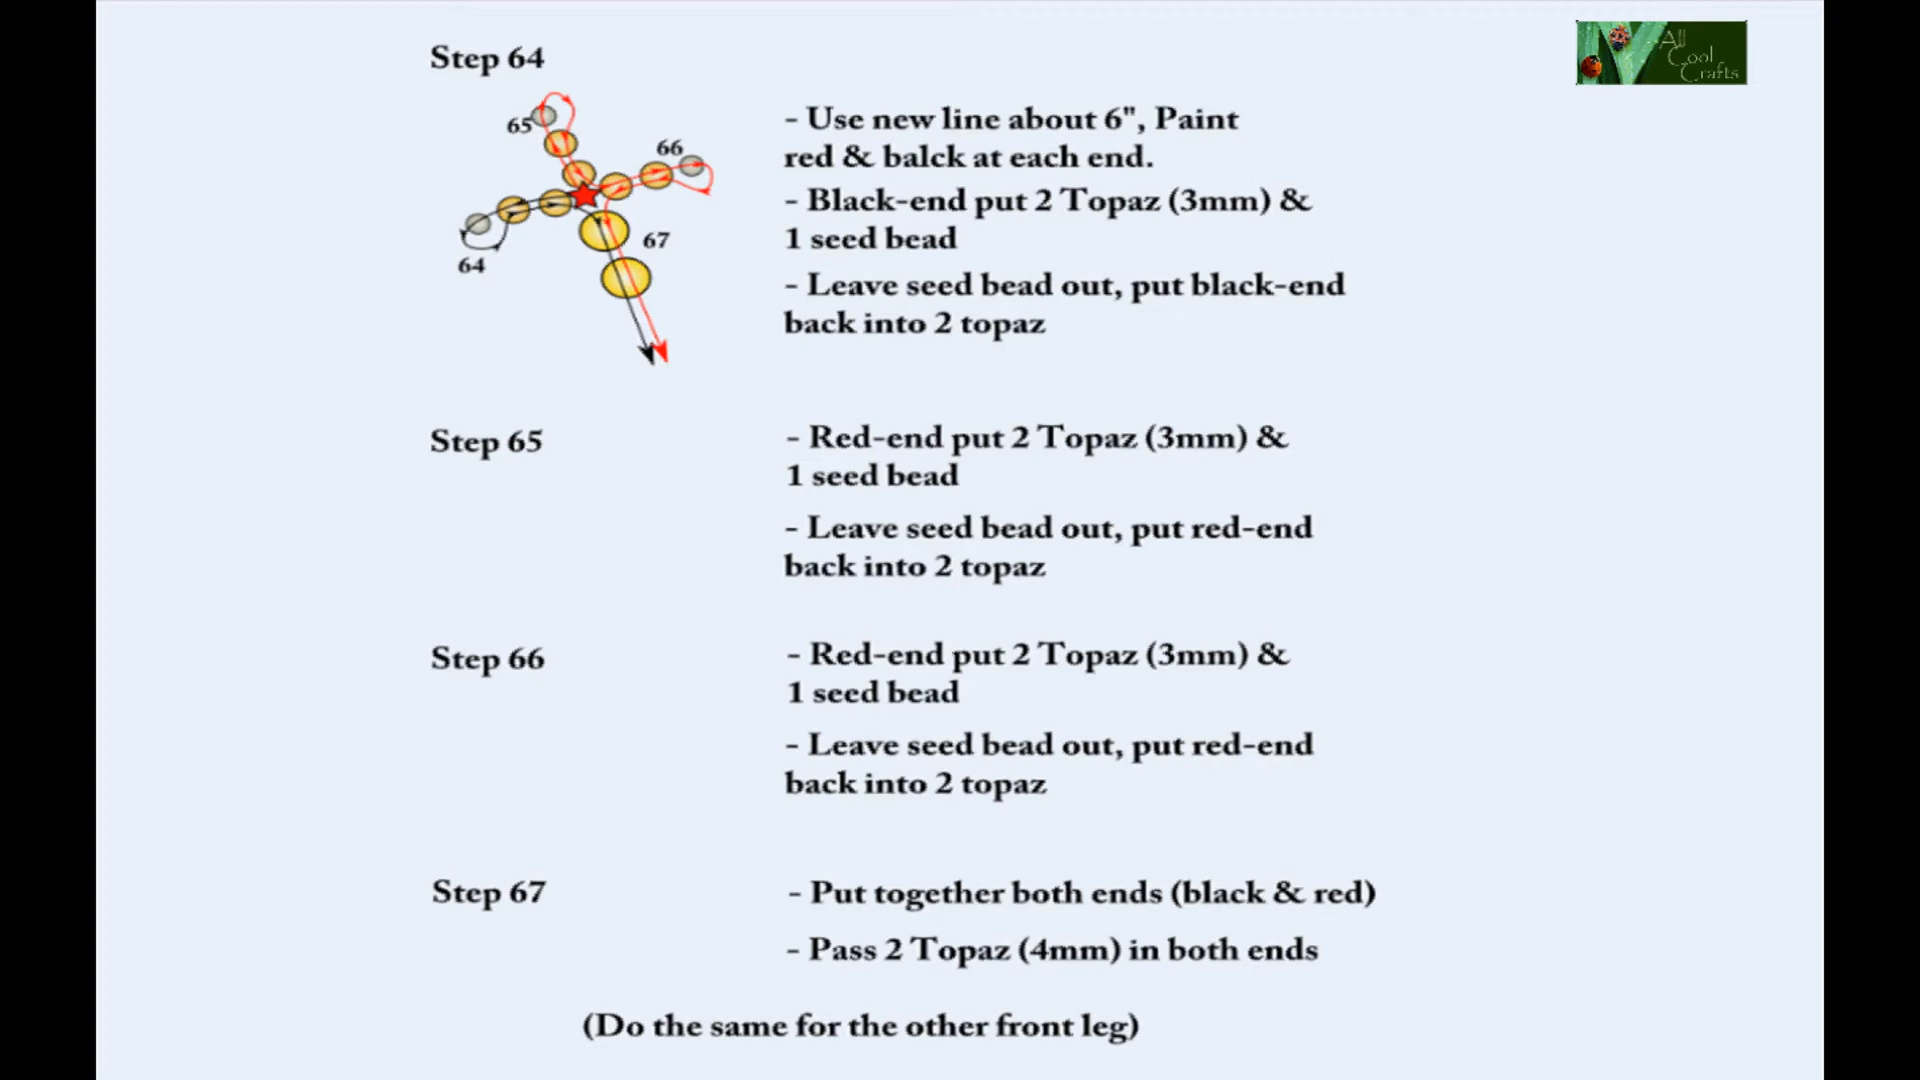 Step 64
65
66
67
64
- Use new line about 6", Paint
red & balck at each end.
- Black-end put 2 Topaz (3mm) &
1 seed bead
- Leave seed bead out, put black-end
back into 2 topaz
Step 65
- Red-end put 2 Topaz (3mm) &
1 seed bead
- Leave seed bead out, put red-end
back into 2 topaz
Step 66
- Red-end put 2 Topaz (3mm) &
1 seed bead
- Leave seed bead out, put red-end
back into 2 topaz
Step 67
- Put together both ends (black & red)
- Pass 2 Topaz (4mm) in both ends
(Do the same for the other front leg)
All
Cool
Crafts